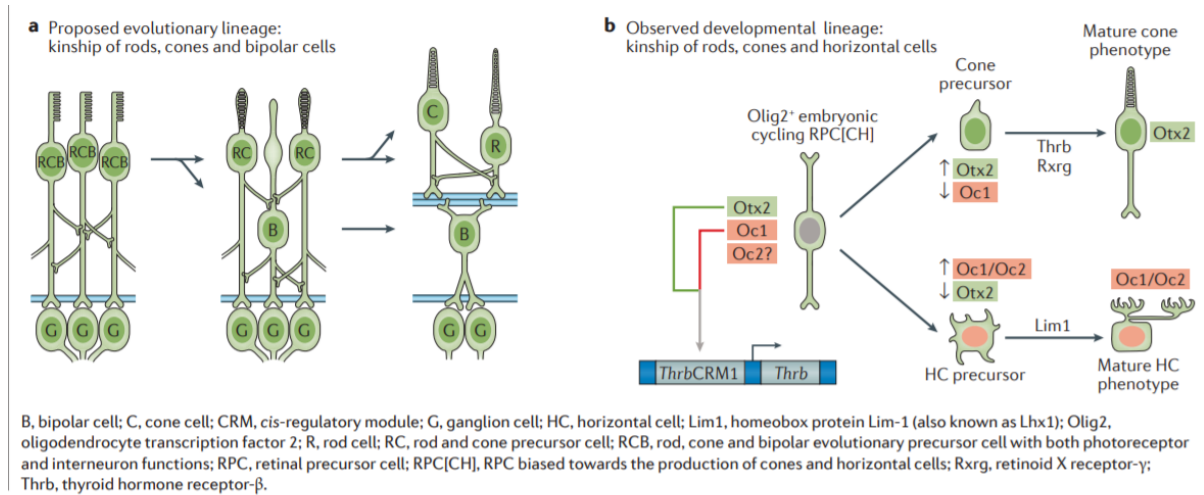 a Proposed evolutionary lineage:
kinship of rods, cones and bipolar cells
RCB
RCB
RCB
G
G
G
RC
RC
B
G
G
G
C
R
B
G
G
b Observed developmental lineage:
kinship of rods, cones and horizontal cells
Olig2⁺ embryonic
cycling RPC[CH]
Otx2
Oc1
Oc2?
ThrbCRM1
Thrb
Cone
precursor
↑ Otx2
↓ Oc1
Thrb
Rxrg
Mature cone
phenotype
Otx2
↑ Oc1/Oc2
↓ Otx2
HC precursor
Lim1
Oc1/Oc2
Mature HC
phenotype
B, bipolar cell; C, cone cell; CRM, cis-regulatory module; G, ganglion cell; HC, horizontal cell; Lim1, homeobox protein Lim-1 (also known as Lhx1); Olig2,
oligodendrocyte transcription factor 2; R, rod cell; RC, rod and cone precursor cell; RCB, rod, cone and bipolar evolutionary precursor cell with both photoreceptor
and interneuron functions; RPC, retinal precursor cell; RPC[CH], RPC biased towards the production of cones and horizontal cells; Rxrg, retinoid X receptor-γ;
Thrb, thyroid hormone receptor-β.